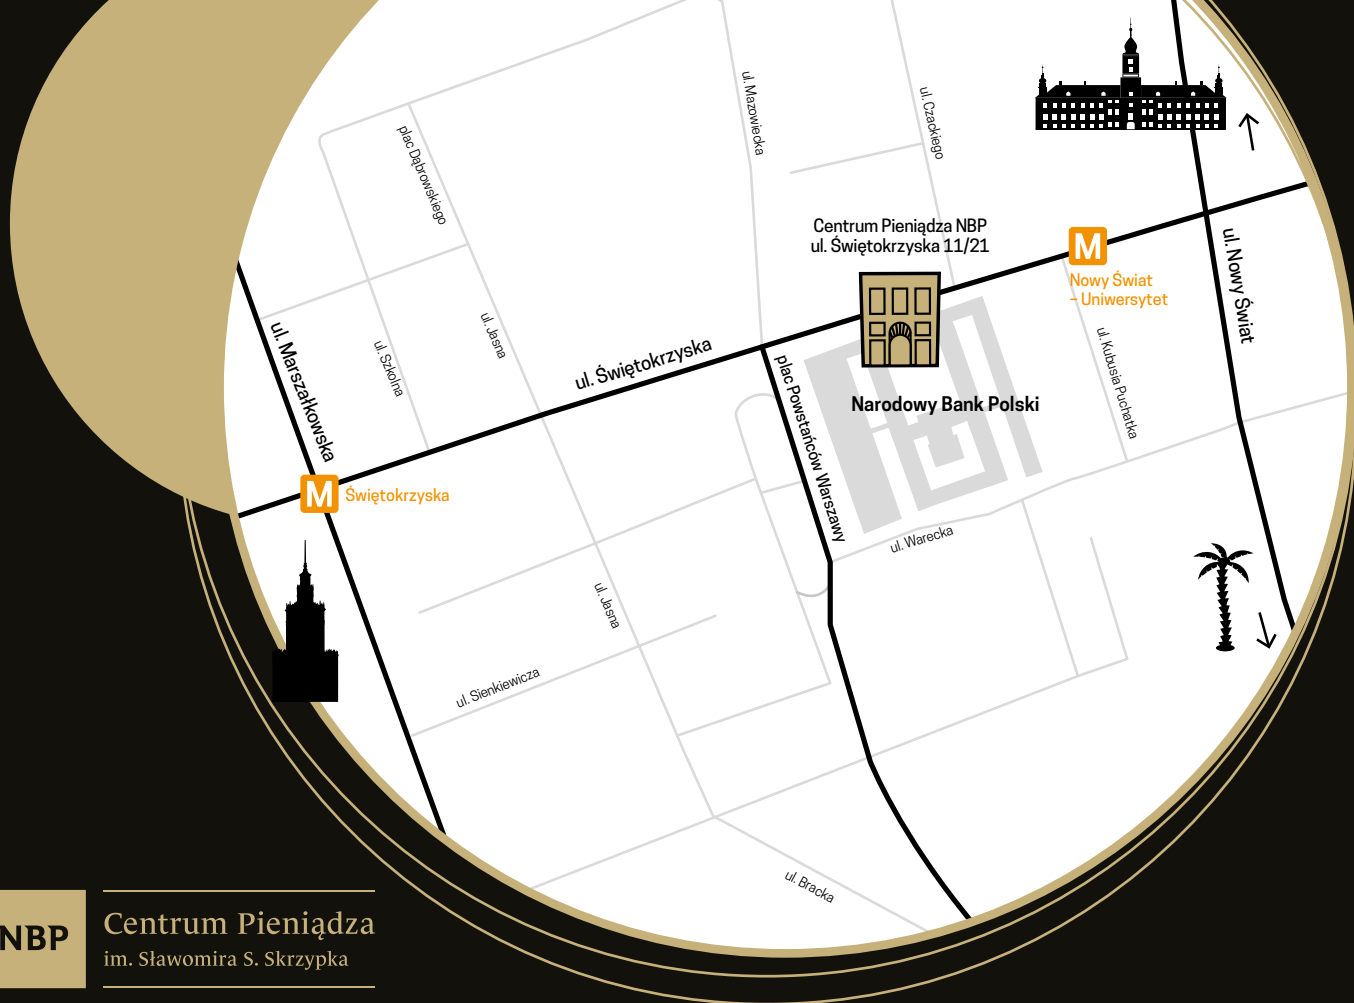 ul. Mazowiecka
ul. Czackiego
plac Dąbrowskiego
Centrum Pieniądza NBP
ul. Świętokrzyska 11/21
M
Nowy Świat
– Uniwersytet
ul. Nowy Świat
ul. Marszałkowska
ul. Szkolna
ul. Jasna
ul. Świętokrzyska
plac Powstańców Warszawy
Narodowy Bank Polski
ul. Kubusia Puchatka
M
Świętokrzyska
ul. Warecka
ul. Jasna
ul. Sienkiewicza
ul. Bracka
NBP
Centrum Pieniądza
im. Sławomira S. Skrzypka